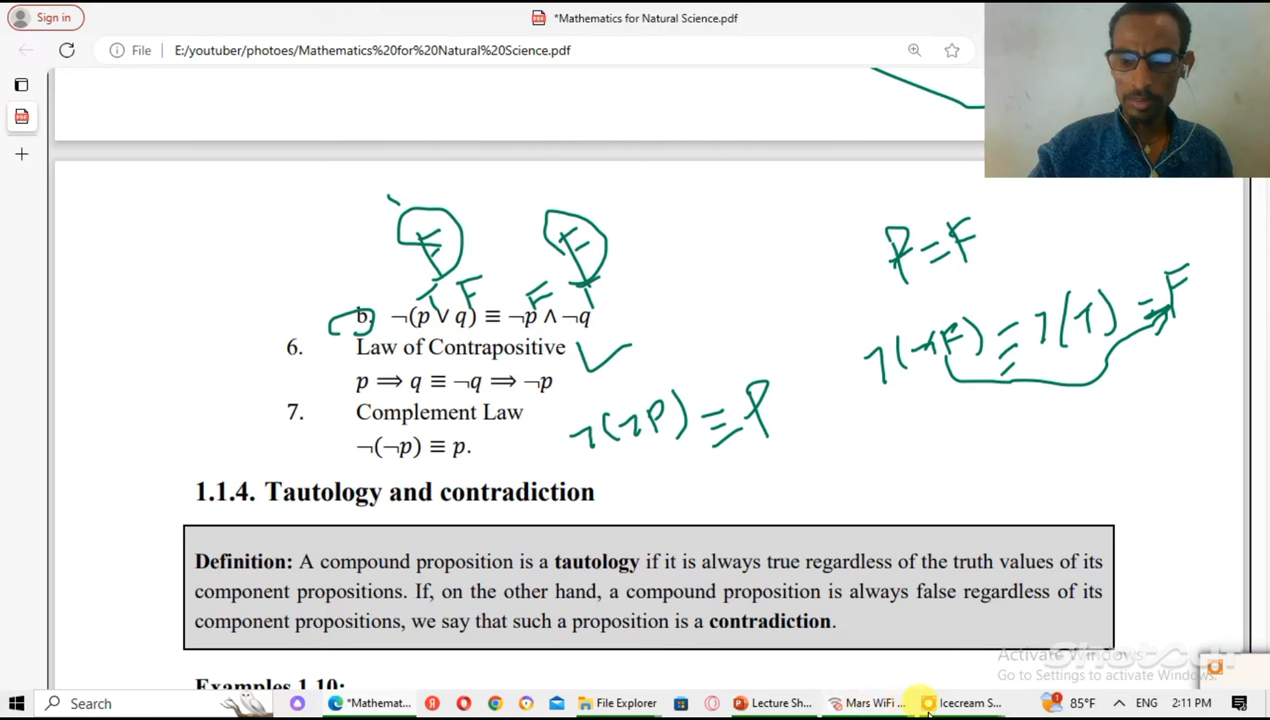 Sign in
*Mathematics for Natural Science.pdf
File E:/youtuber/photoes/Mathematics%20for%20Natural%20Science.pdf
F F
T F F T
b. ¬(p ∨ q) ≡ ¬p ∧ ¬q
6. Law of Contrapositive
p ⟹ q ≡ ¬q ⟹ ¬p
7. Complement Law
¬(¬p) ≡ p.
¬(¬P) ≡ P
P = F
¬(¬F) ≡ ¬(T) = F
1.1.4. Tautology and contradiction
Definition: A compound proposition is a tautology if it is always true regardless of the truth values of its
component propositions. If, on the other hand, a compound proposition is always false regardless of its
component propositions, we say that such a proposition is a contradiction.
Examples 1.10:
Activate Windows
Go to Settings to activate Windows.
Search
*Mathemat...
File Explorer
Lecture Sh...
Mars WiFi ...
Icecream S...
85°F
ENG
2:11 PM